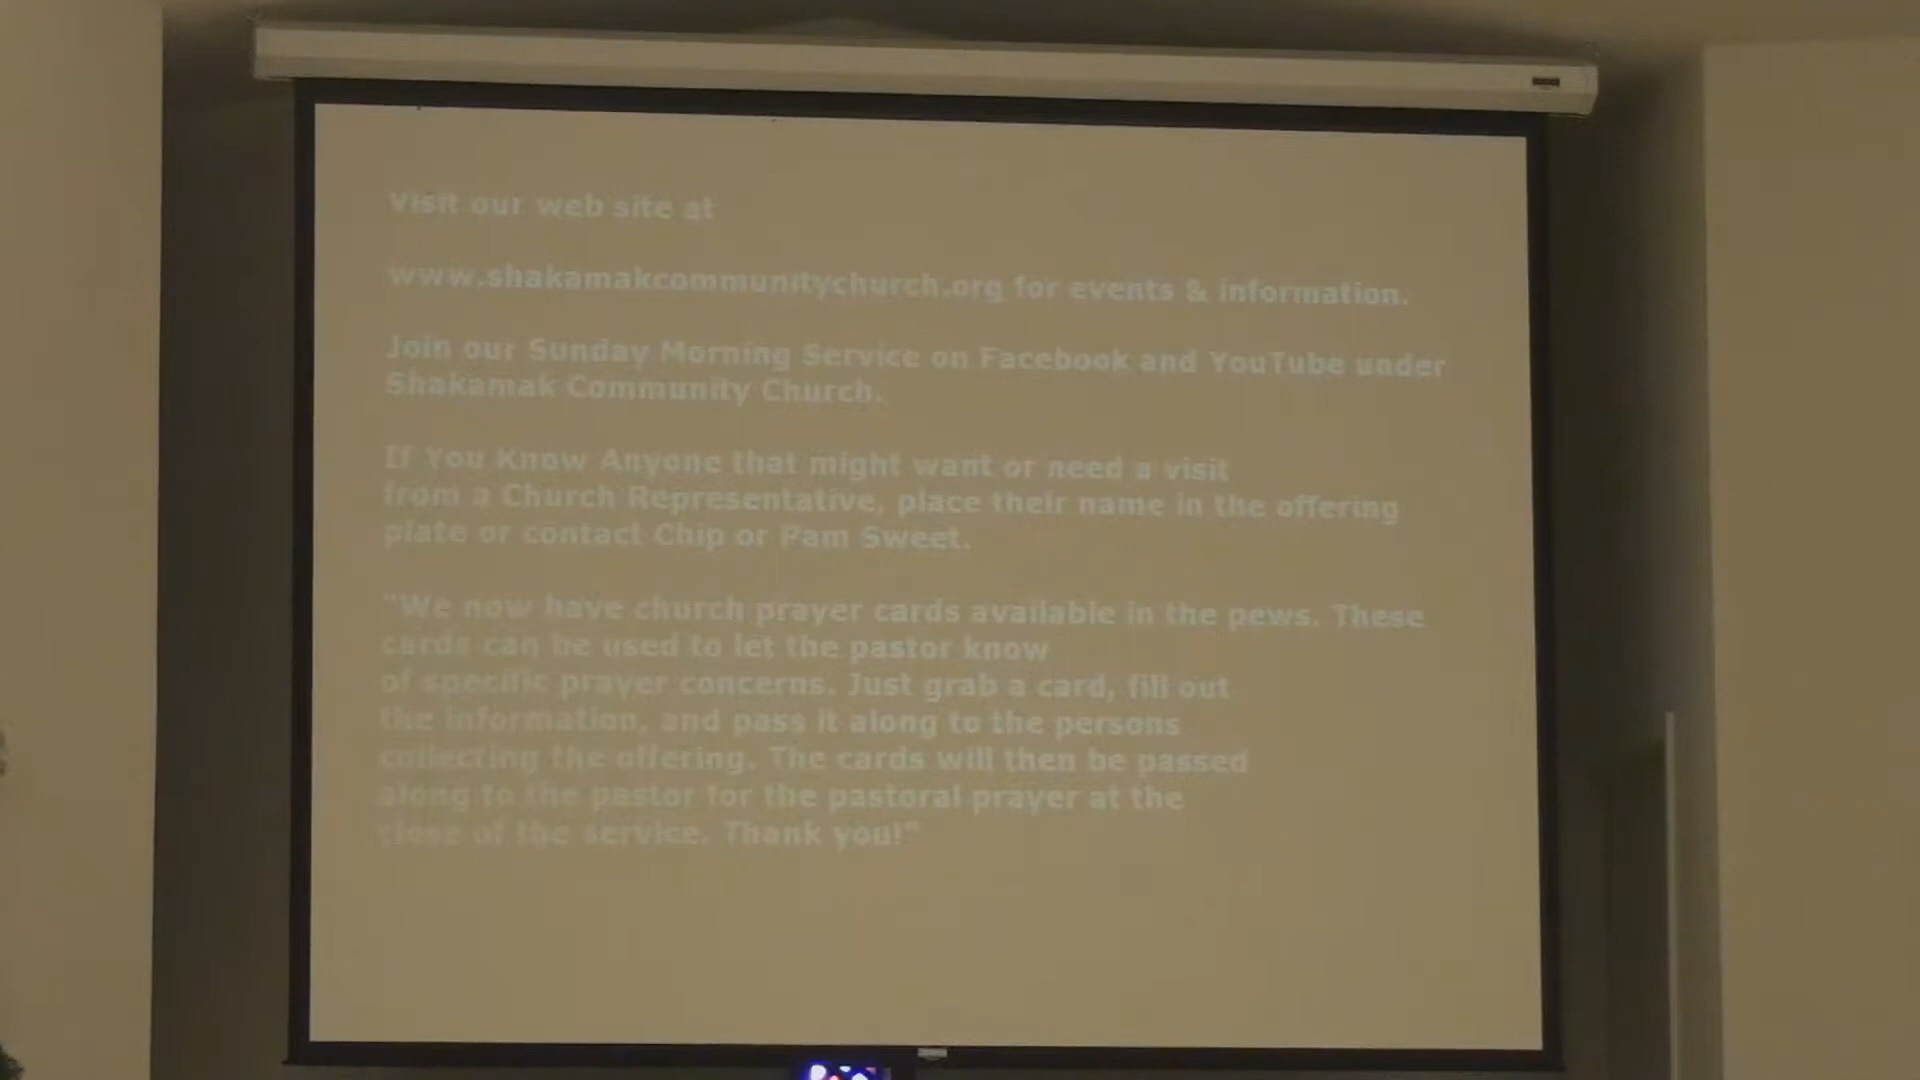 Visit our web site at
www.shakamakcommunitychurch.org for events & information.
Join our Sunday Morning Service on Facebook and YouTube under
Shakamak Community Church.
If You Know Anyone that might want or need a visit
from a Church Representative, place their name in the offering
plate or contact Chip or Pam Sweet.
"We now have church prayer cards available in the pews. These
cards can be used to let the pastor know
of specific prayer concerns. Just grab a card, fill out
the information, and pass it along to the persons
collecting the offering. The cards will then be passed
along to the pastor for the pastoral prayer at the
close of the service. Thank you!"